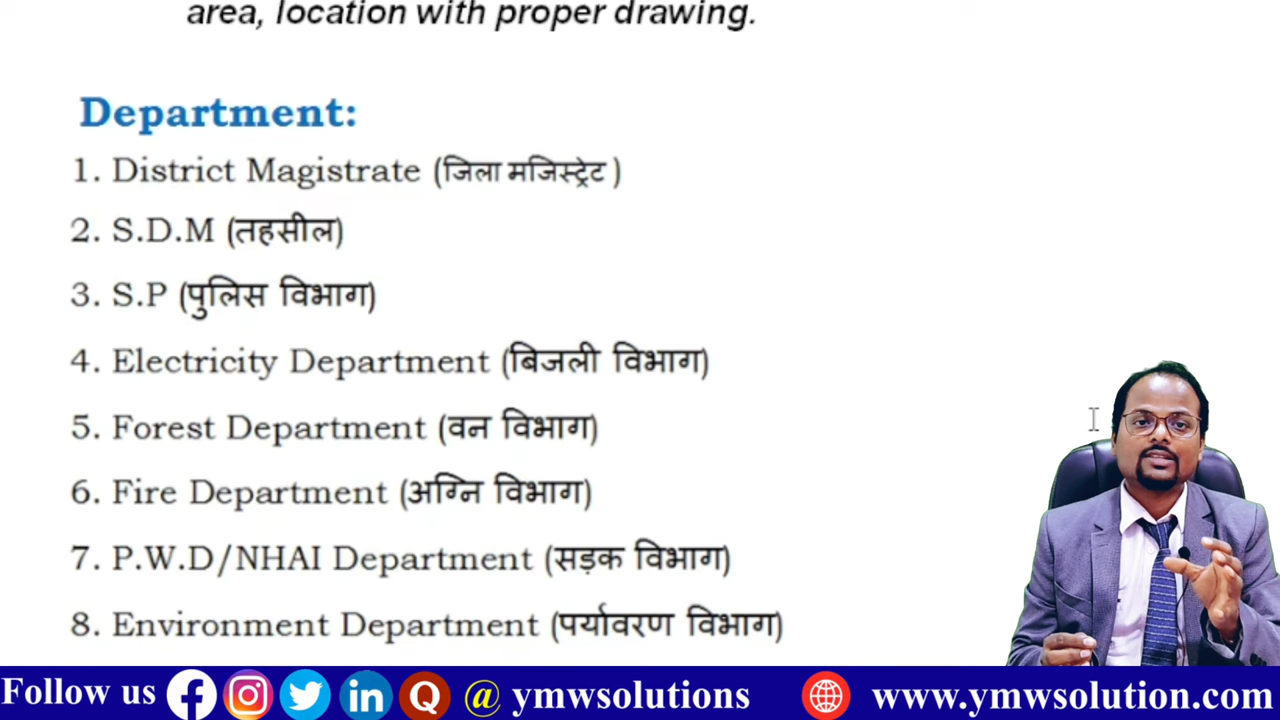 area, location with proper drawing.
Department:
1. District Magistrate (जिला मजिस्ट्रेट )
2. S.D.M (तहसील)
3. S.P (पुलिस विभाग)
4. Electricity Department (बिजली विभाग)
5. Forest Department (वन विभाग)
6. Fire Department (अग्नि विभाग)
7. P.W.D/NHAI Department (सड़क विभाग)
8. Environment Department (पर्यावरण विभाग)
Follow us @ ymwsolutions www.ymwsolution.com